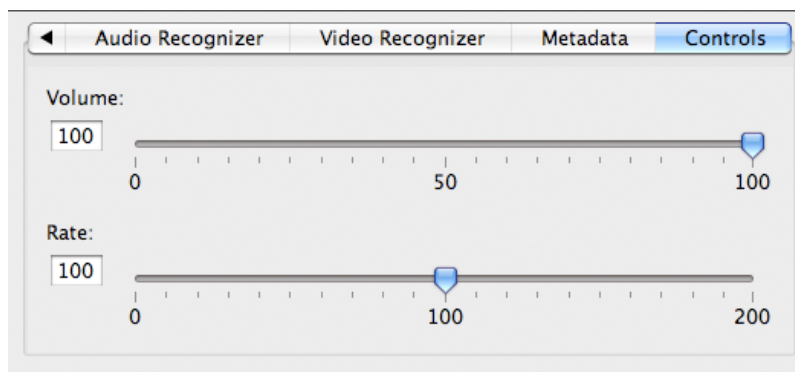 Audio Recognizer Video Recognizer Metadata Controls
Volume:
100
0 50 100
Rate:
100
0 100 200